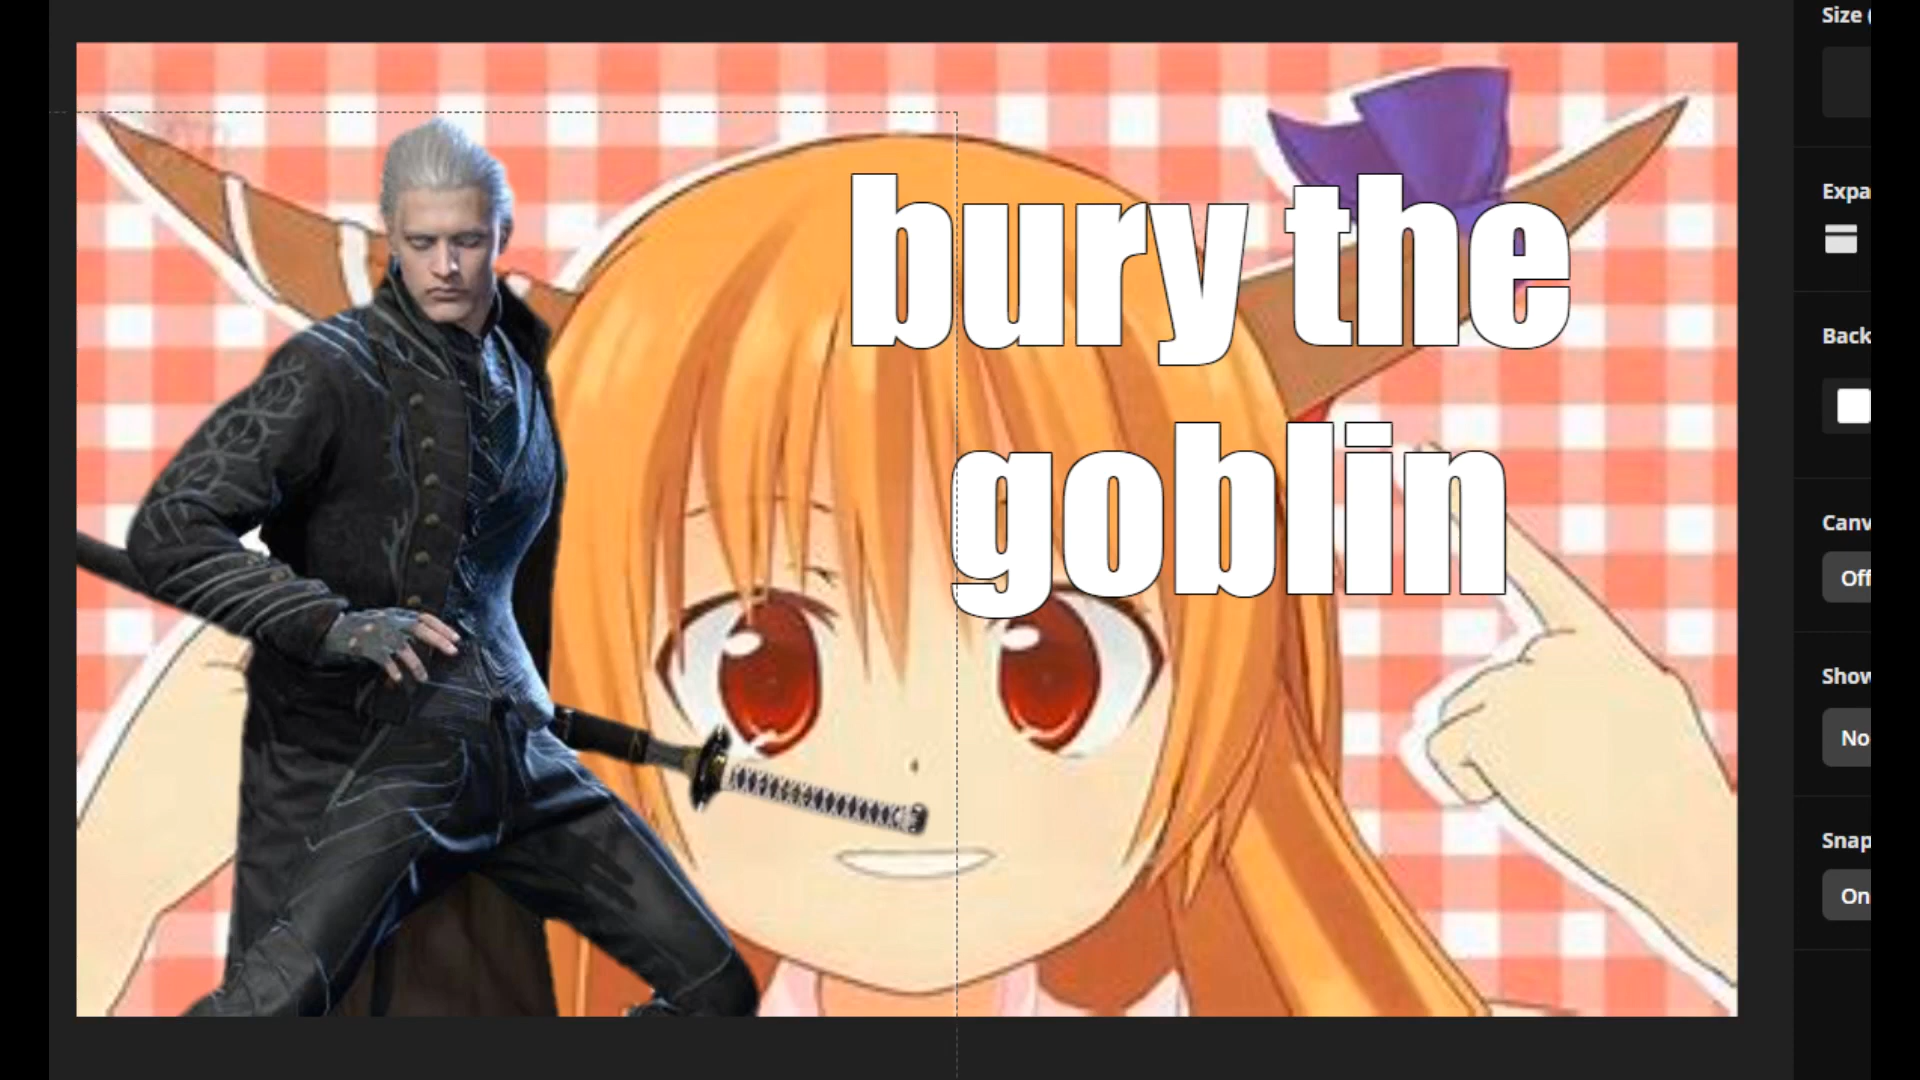 bury the
goblin
Size (
Expa
Back
Canv
Off
Show
No
Snap
On